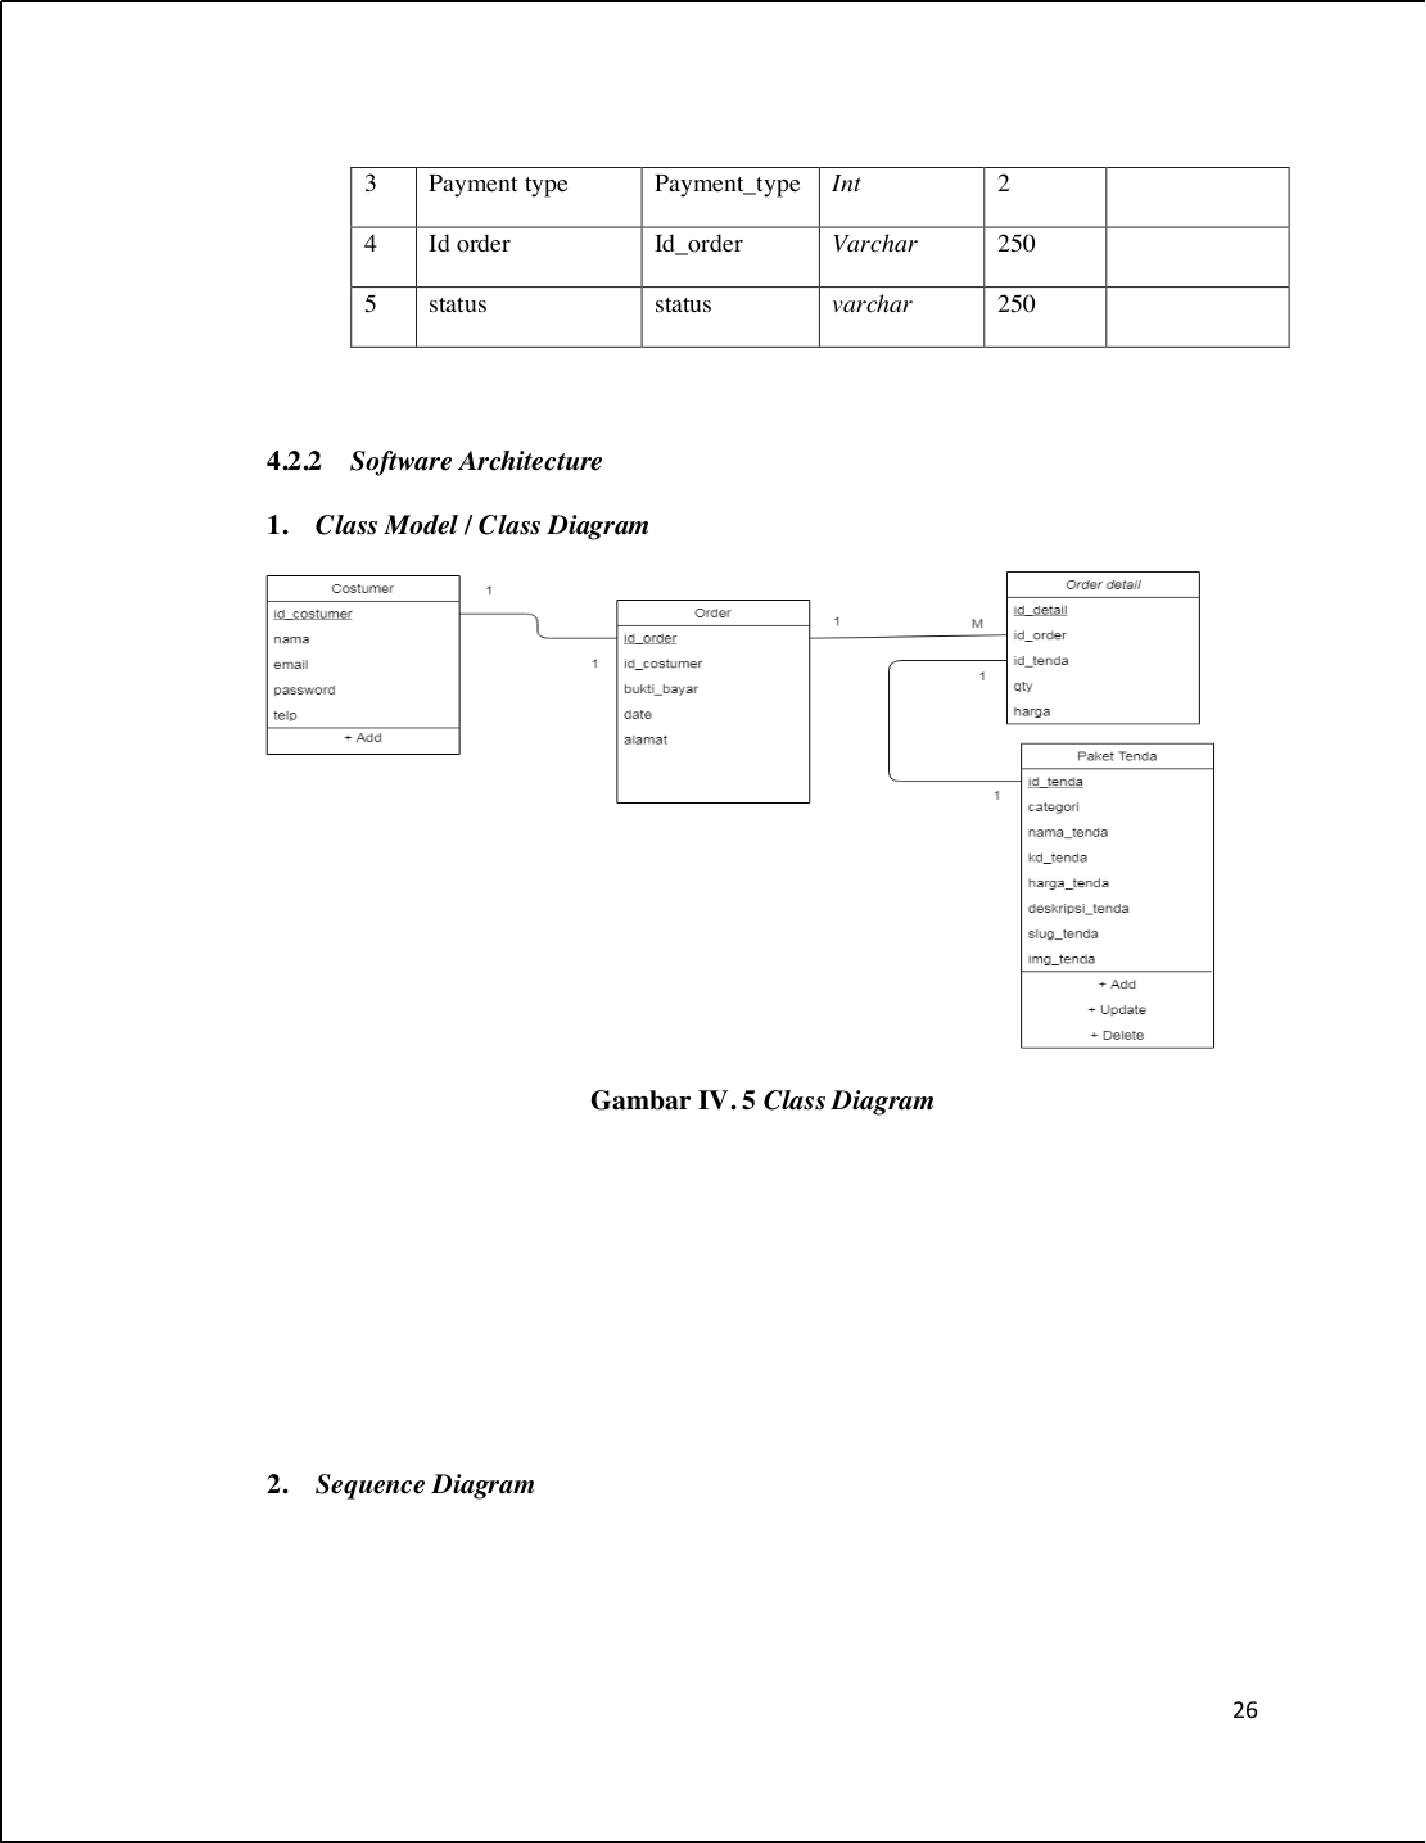 3 Payment type Payment_type Int 2
4 Id order Id_order Varchar 250
5 status status varchar 250
4.2.2 Software Architecture
1. Class Model / Class Diagram
Costumer
id_costumer
nama
email
password
telp
+ Add
1
1
Order
id_order
id_costumer
bukti_bayar
date
alamat
1
M
Order detail
id_detail
id_order
id_tenda
qty
harga
1
1
Paket Tenda
id_tenda
categori
nama_tenda
kd_tenda
harga_tenda
deskripsi_tenda
slug_tenda
img_tenda
+ Add
+ Update
+ Delete
Gambar IV. 5 Class Diagram
2. Sequence Diagram
26